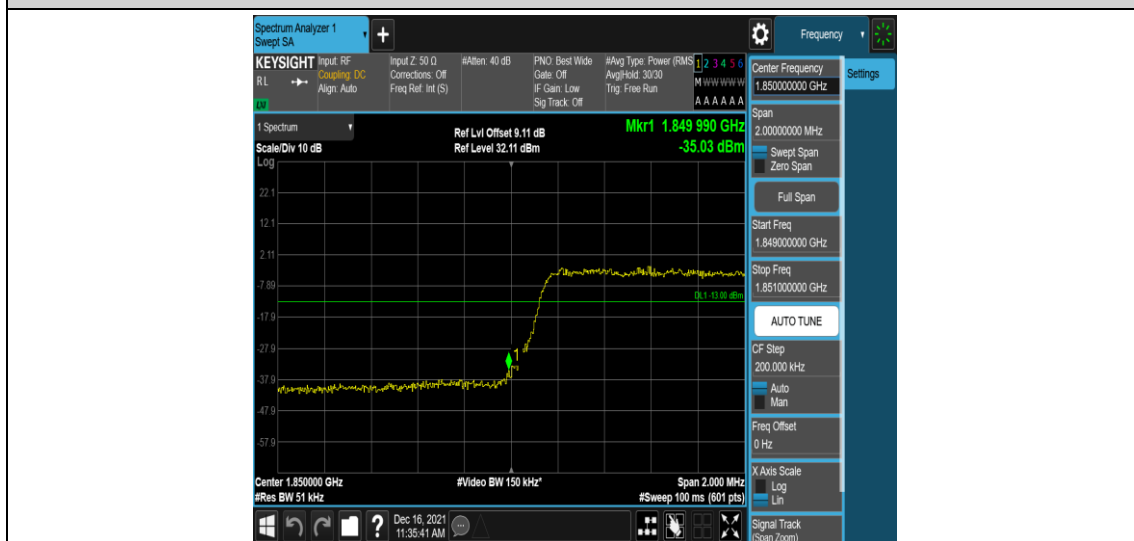 Spectrum Analyzer 1
Swept SA
+
Frequency
KEYSIGHT
RL
LXI
Input: RF
Coupling: DC
Align: Auto
Input Z: 50 Ω
Corrections: Off
Freq Ref: Int (S)
#Atten: 40 dB
PNO: Best Wide
Gate: Off
IF Gain: Low
Sig Track: Off
#Avg Type: Power (RMS
Avg|Hold: 30/30
Trig: Free Run
1 2 3 4 5 6
M W W W W W
A A A A A A
Center Frequency
1.850000000 GHz
Settings
Span
2.00000000 MHz
Swept Span
Zero Span
Full Span
Start Freq
1.849000000 GHz
Stop Freq
1.851000000 GHz
AUTO TUNE
CF Step
200.000 kHz
Auto
Man
Freq Offset
0 Hz
X Axis Scale
Log
Lin
Signal Track
(Span Zoom)
1 Spectrum
Scale/Div 10 dB
Ref Lvl Offset 9.11 dB
Ref Level 32.11 dBm
Mkr1 1.849 990 GHz
-35.03 dBm
Log
22.1
12.1
2.11
-7.89
DL1 -13.00 dBm
-17.9
-27.9
1
-37.9
-47.9
-57.9
Center 1.850000 GHz
#Video BW 150 kHz*
Span 2.000 MHz
#Res BW 51 kHz
#Sweep 100 ms (601 pts)
?
Dec 16, 2021
11:35:41 AM